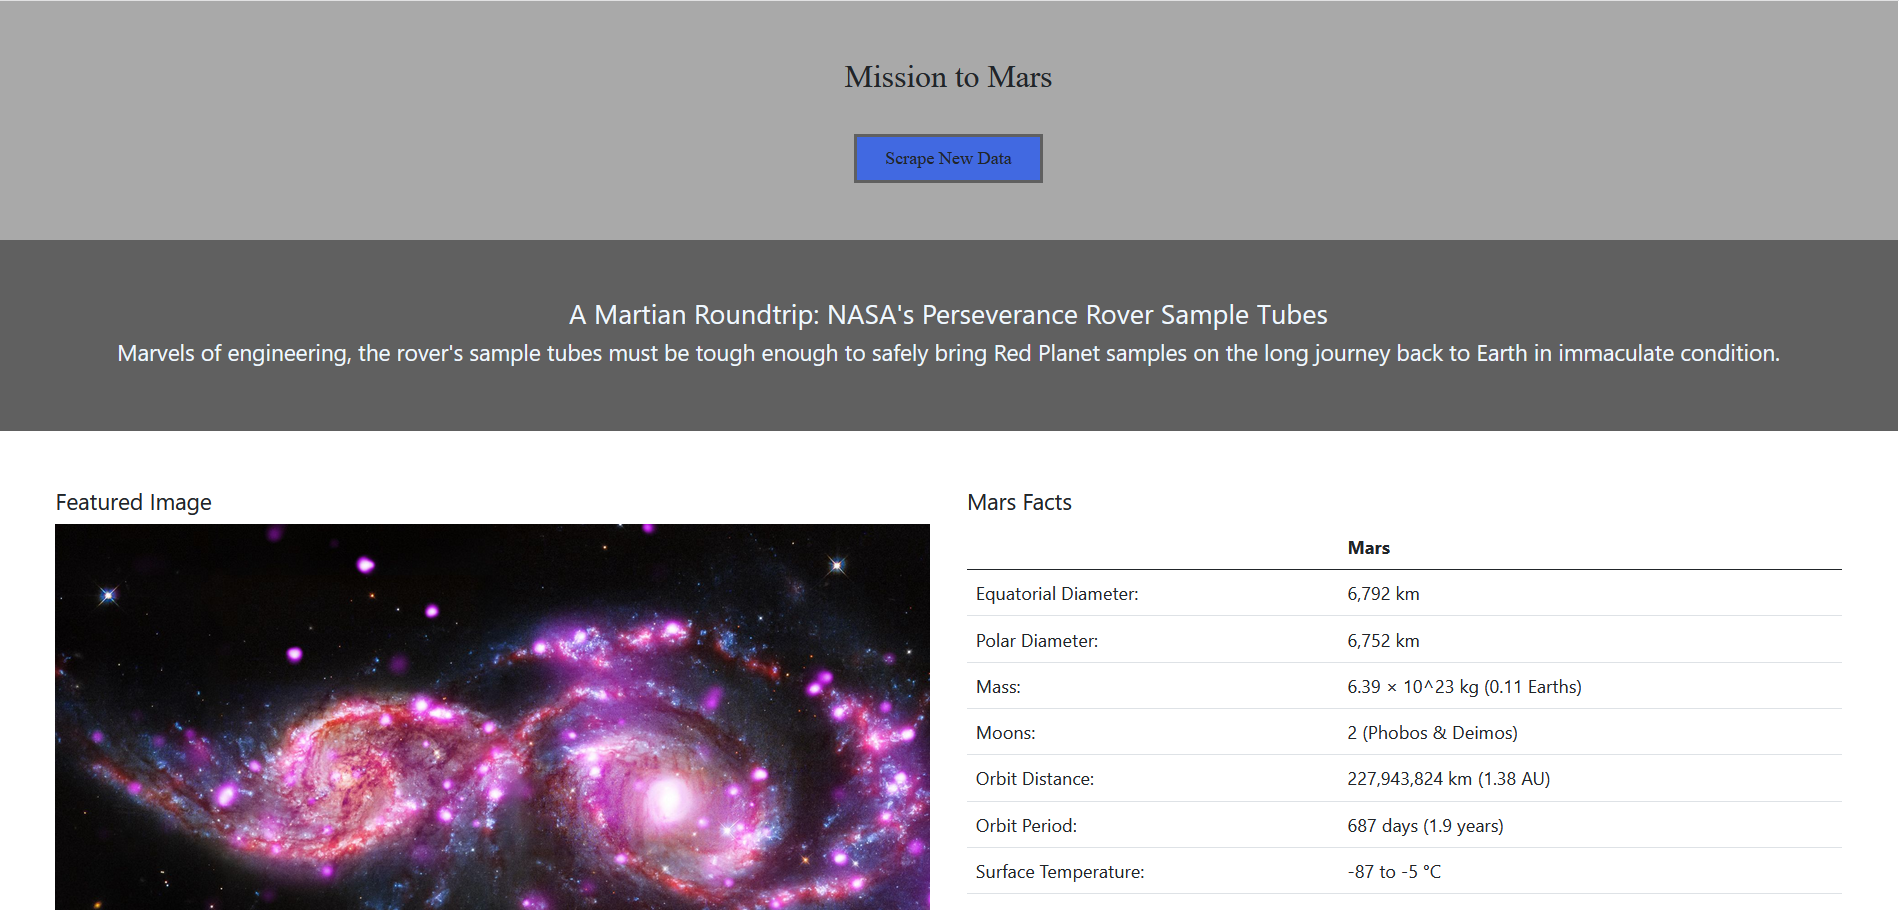 Mission to Mars
Scrape New Data
A Martian Roundtrip: NASA's Perseverance Rover Sample Tubes
Marvels of engineering, the rover's sample tubes must be tough enough to safely bring Red Planet samples on the long journey back to Earth in immaculate condition.
Featured Image
Mars Facts
Mars
Equatorial Diameter: 6,792 km
Polar Diameter: 6,752 km
Mass: 6.39 × 10^23 kg (0.11 Earths)
Moons: 2 (Phobos & Deimos)
Orbit Distance: 227,943,824 km (1.38 AU)
Orbit Period: 687 days (1.9 years)
Surface Temperature: -87 to -5 °C